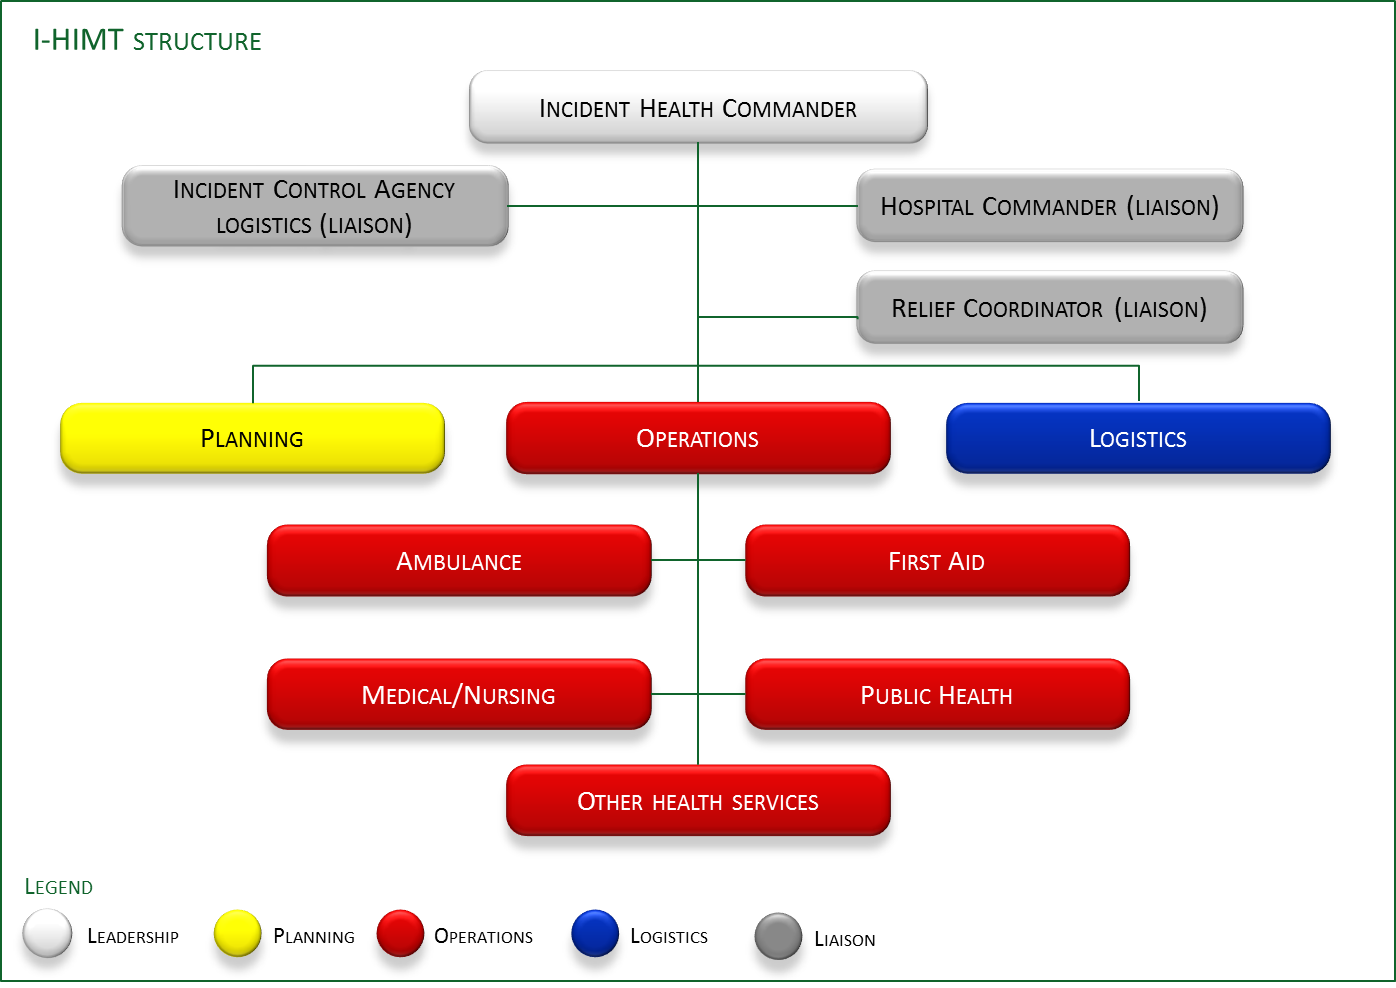 I-HIMT STRUCTURE
INCIDENT HEALTH COMMANDER
INCIDENT CONTROL AGENCY
LOGISTICS (LIAISON)
HOSPITAL COMMANDER (LIAISON)
RELIEF COORDINATOR (LIAISON)
PLANNING
OPERATIONS
LOGISTICS
AMBULANCE
FIRST AID
MEDICAL/NURSING
PUBLIC HEALTH
OTHER HEALTH SERVICES
LEGEND
LEADERSHIP
PLANNING
OPERATIONS
LOGISTICS
LIAISON